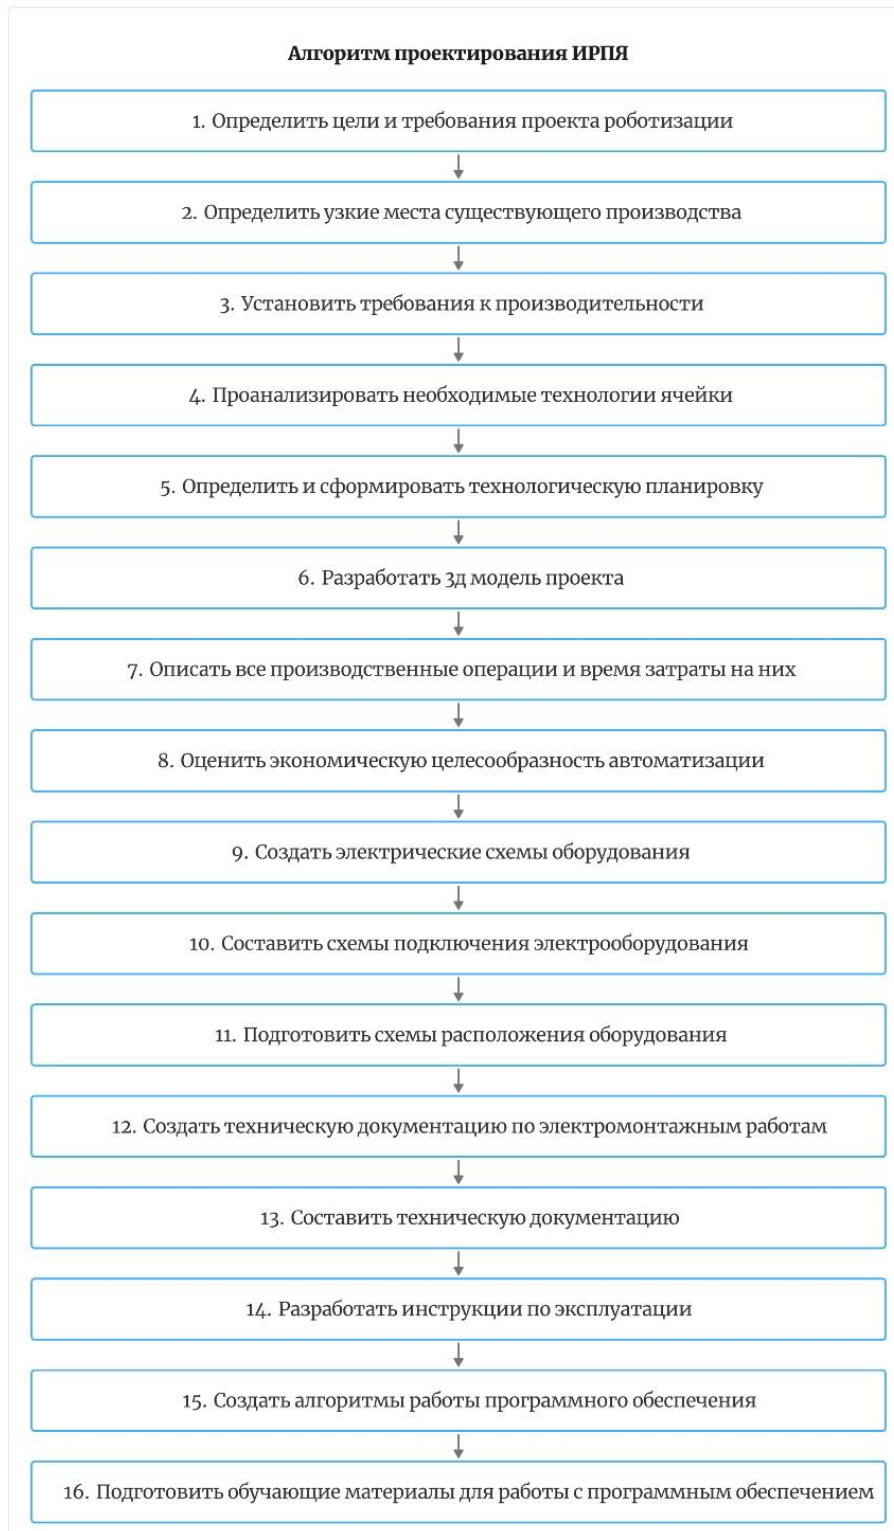 Алгоритм проектирования ИРПЯ
1. Определить цели и требования проекта роботизации
2. Определить узкие места существующего производства
3. Установить требования к производительности
4. Проанализировать необходимые технологии ячейки
5. Определить и сформировать технологическую планировку
6. Разработать 3д модель проекта
7. Описать все производственные операции и время затраты на них
8. Оценить экономическую целесообразность автоматизации
9. Создать электрические схемы оборудования
10. Составить схемы подключения электрооборудования
11. Подготовить схемы расположения оборудования
12. Создать техническую документацию по электромонтажным работам
13. Составить техническую документацию
14. Разработать инструкции по эксплуатации
15. Создать алгоритмы работы программного обеспечения
16. Подготовить обучающие материалы для работы с программным обеспечением